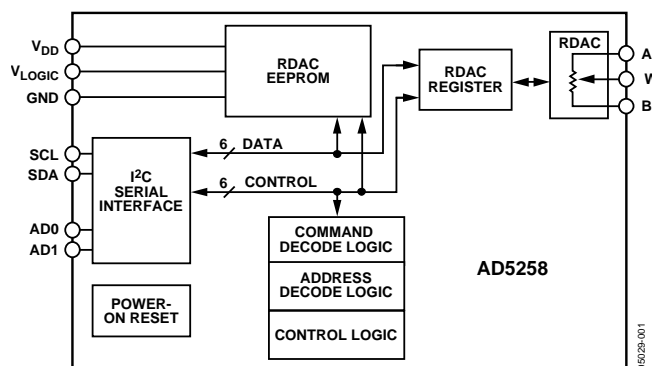 V_DD
V_LOGIC
GND
SCL
SDA
AD0
AD1
RDAC
EEPROM
RDAC
REGISTER
RDAC
A
W
B
I²C
SERIAL
INTERFACE
6 DATA
6 CONTROL
COMMAND
DECODE LOGIC
ADDRESS
DECODE LOGIC
CONTROL LOGIC
POWER-
ON RESET
AD5258
05029-001